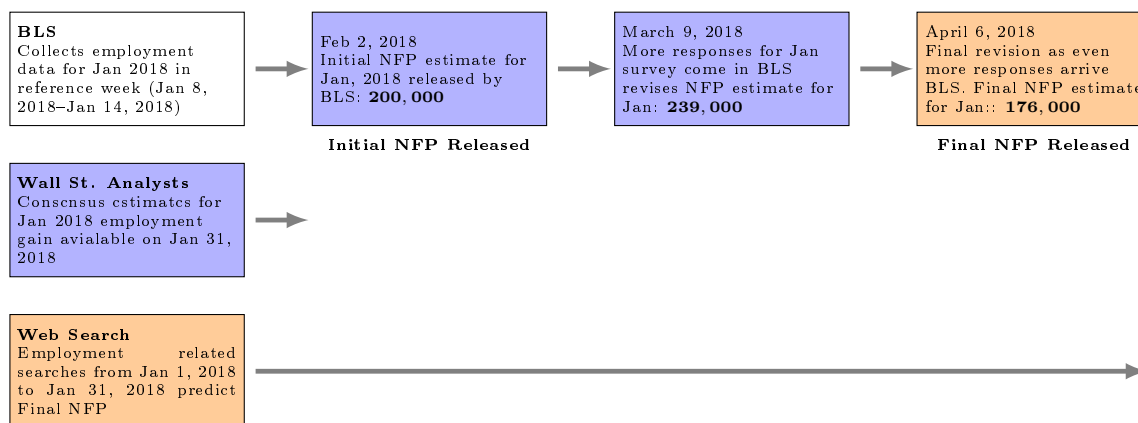 BLS
Collects employment
data for Jan 2018 in
reference week (Jan 8,
2018–Jan 14, 2018)
Feb 2, 2018
Initial NFP estimate for
Jan, 2018 released by
BLS: 200,000
March 9, 2018
More responses for Jan
survey come in BLS
revises NFP estimate for
Jan: 239,000
April 6, 2018
Final revision as even
more responses arrive
BLS. Final NFP estimate
for Jan:: 176,000
Initial NFP Released
Final NFP Released
Wall St. Analysts
Consensus estimates for
Jan 2018 employment
gain avialable on Jan 31,
2018
Web Search
Employment related
searches from Jan 1, 2018
to Jan 31, 2018 predict
Final NFP